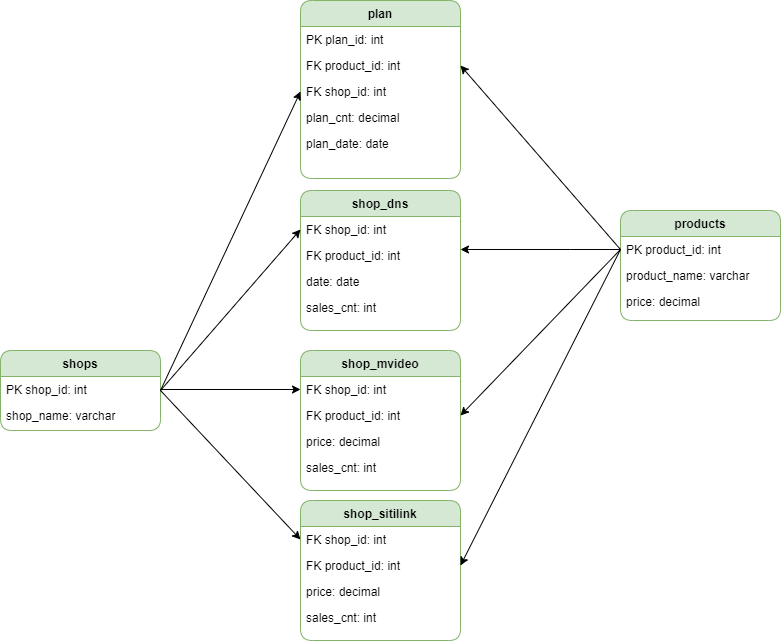 plan
PK plan_id: int
FK product_id: int
FK shop_id: int
plan_cnt: decimal
plan_date: date
shop_dns
FK shop_id: int
FK product_id: int
date: date
sales_cnt: int
products
PK product_id: int
product_name: varchar
price: decimal
shops
PK shop_id: int
shop_name: varchar
shop_mvideo
FK shop_id: int
FK product_id: int
price: decimal
sales_cnt: int
shop_sitilink
FK shop_id: int
FK product_id: int
price: decimal
sales_cnt: int